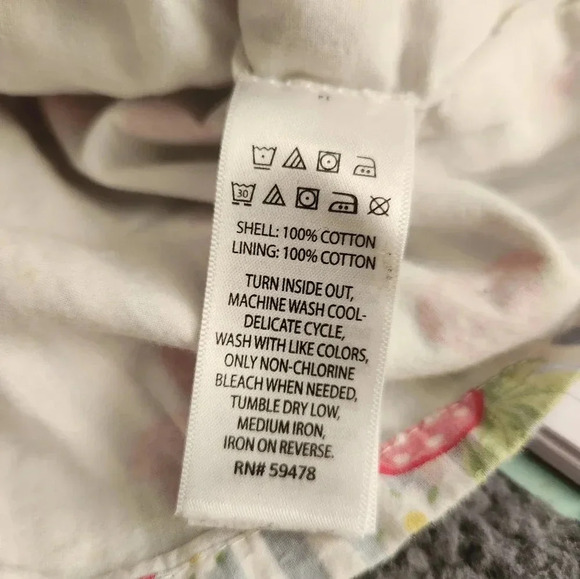 30
SHELL: 100% COTTON
LINING: 100% COTTON
TURN INSIDE OUT,
MACHINE WASH COOL-
DELICATE CYCLE,
WASH WITH LIKE COLORS,
ONLY NON-CHLORINE
BLEACH WHEN NEEDED,
TUMBLE DRY LOW,
MEDIUM IRON,
IRON ON REVERSE.
RN# 59478